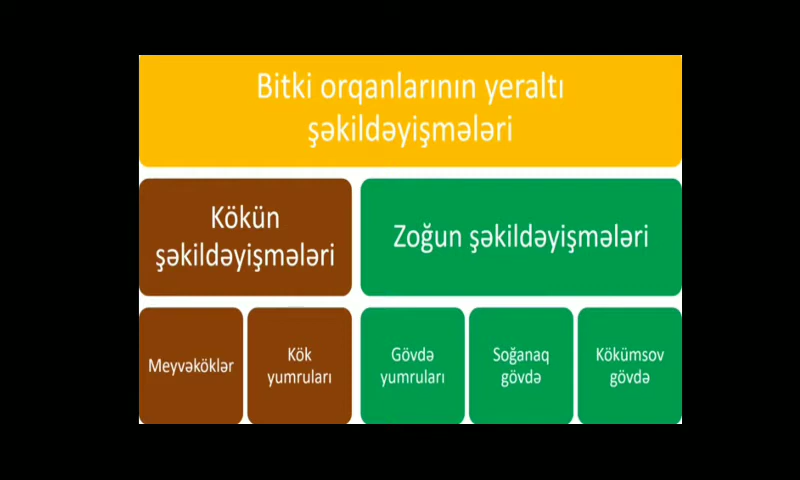 Bitki orqanlarının yeraltı
şəkildəyişmələri
Kökün
şəkildəyişmələri
Zoğun şəkildəyişmələri
Meyvəköklər
Kök
yumruları
Gövdə
yumruları
Soğanaq
gövdə
Kökümsov
gövdə